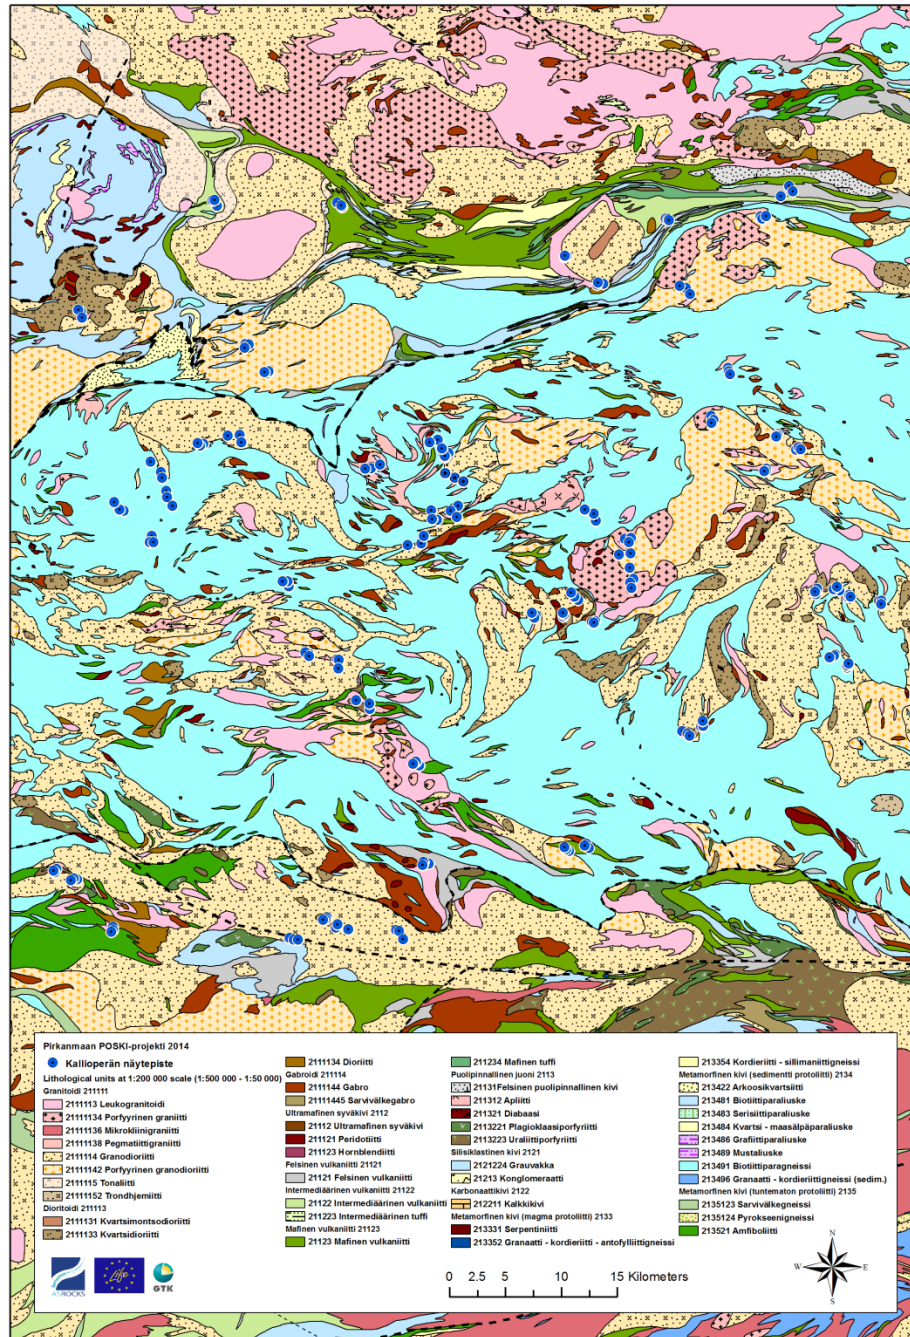 Pirkanmaan POSKI-projekti 2014
Kallioperän näytepiste
Lithological units at 1:200 000 scale (1:500 000 - 1:50 000)
Granitoidi 211111
2111113 Leukogranitoidi
21111134 Porfyyrinen graniitti
21111136 Mikrokliinigraniitti
21111138 Pegmatiittigraniitti
2111114 Granodioriitti
21111142 Porfyyrinen granodioriitti
2111115 Tonaliitti
21111152 Trondhjemiitti
Dioritoidi 211113
2111131 Kvartsimontsodioriitti
2111133 Kvartsidioriitti
2111134 Dioriitti
Gabroidi 211114
2111144 Gabro
21111445 Sarvivälkegabro
Ultramafinen syväkivi 2112
21112 Ultramafinen syväkivi
211121 Peridotiitti
211123 Hornblendiitti
Felsinen vulkaniitti 21121
21121 Felsinen vulkaniitti
Intermediäärinen vulkaniitti 21122
21122 Intermediäärinen vulkaniitti
211223 Intermediäärinen tuffi
Mafinen vulkaniitti 21123
21123 Mafinen vulkaniitti
211234 Mafinen tuffi
Puolipinnallinen juoni 2113
21131Felsinen puolipinnallinen kivi
211312 Apliitti
211321 Diabaasi
2113221 Plagioklaasiporfyriitti
2113223 Uraliittiporfyriitti
Silisiklastinen kivi 2121
2121224 Grauvakka
21213 Konglomeraatti
Karbonaattikivi 2122
212211 Kalkkikivi
Metamorfinen kivi (magma protoliitti) 2133
213331 Serpentiniitti
213352 Granaatti - kordieriitti - antofylliittigneissi
213354 Kordieriitti - sillimaniittigneissi
Metamorfinen kivi (sedimentti protoliitti) 2134
213422 Arkoosikvartsiitti
213481 Biotiittiparaliuske
213483 Serisiittiparaliuske
213484 Kvartsi - maasälpäparaliuske
213486 Grafiittiparaliuske
213489 Mustaliuske
213491 Biotiittiparagneissi
213496 Granaatti - kordieriittigneissi (sedim.)
Metamorfinen kivi (tuntematon protoliitti) 2135
2135123 Sarvivälkegneissi
2135124 Pyrokseenigneissi
213521 Amfiboliitti
ASROCKS
Life
GTK
0 2.5 5 10 15 Kilometers
N
W E
S